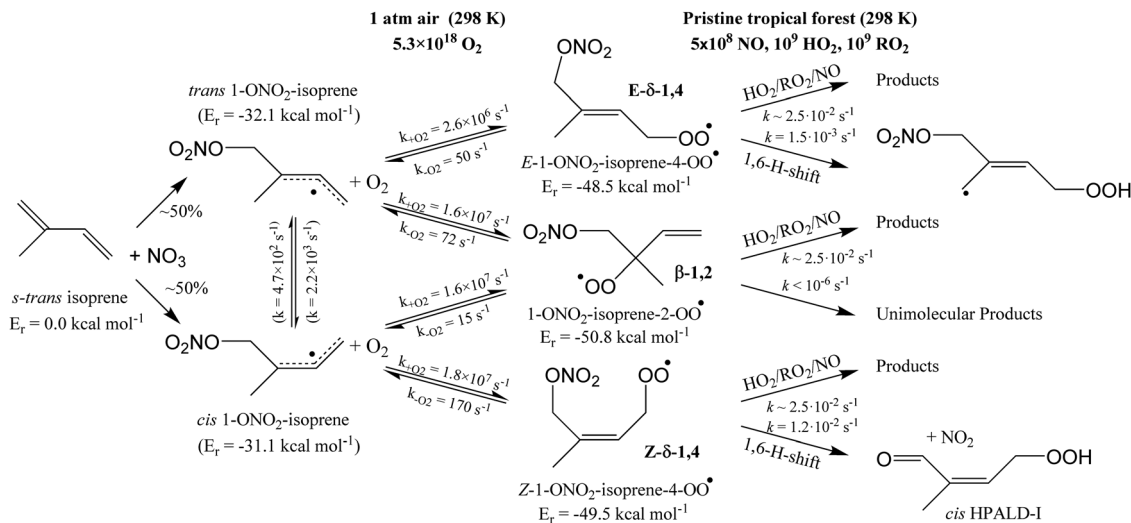 1 atm air (298 K)
5.3×10¹⁸ O₂
Pristine tropical forest (298 K)
5x10⁸ NO, 10⁹ HO₂, 10⁹ RO₂
trans 1-ONO₂-isoprene
(Eᵣ = -32.1 kcal mol⁻¹)
O₂NO
•
+ O₂
~50%
+ NO₃
~50%
s-trans isoprene
Eᵣ = 0.0 kcal mol⁻¹
(k = 4.7×10² s⁻¹)
(k = 2.2×10³ s⁻¹)
O₂NO
•
+ O₂
cis 1-ONO₂-isoprene
(Eᵣ = -31.1 kcal mol⁻¹)
k₊O₂ = 2.6×10⁶ s⁻¹
k₋O₂ = 50 s⁻¹
k₊O₂ = 1.6×10⁷ s⁻¹
k₋O₂ = 72 s⁻¹
k₊O₂ = 1.6×10⁷ s⁻¹
k₋O₂ = 15 s⁻¹
k₊O₂ = 1.8×10⁷ s⁻¹
k₋O₂ = 170 s⁻¹
ONO₂
E-δ-1,4
OO•
E-1-ONO₂-isoprene-4-OO•
Eᵣ = -48.5 kcal mol⁻¹
O₂NO
•OO
β-1,2
1-ONO₂-isoprene-2-OO•
Eᵣ = -50.8 kcal mol⁻¹
ONO₂
OO•
Z-δ-1,4
Z-1-ONO₂-isoprene-4-OO•
Eᵣ = -49.5 kcal mol⁻¹
HO₂/RO₂/NO
k ~ 2.5·10⁻² s⁻¹
k = 1.5·10⁻³ s⁻¹
1,6-H-shift
Products
O₂NO
•
OOH
HO₂/RO₂/NO
k ~ 2.5·10⁻² s⁻¹
k < 10⁻⁶ s⁻¹
Products
Unimolecular Products
HO₂/RO₂/NO
k ~ 2.5·10⁻² s⁻¹
k = 1.2·10⁻² s⁻¹
1,6-H-shift
Products
+ NO₂
O
OOH
cis HPALD-I